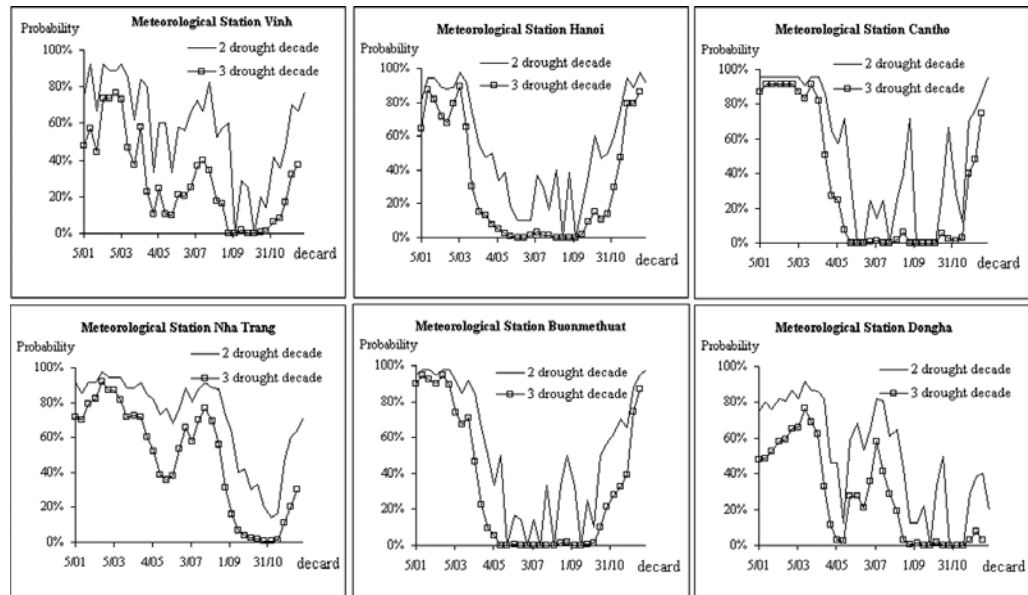 Meteorological Station Vinh
Probability
100%
80%
60%
40%
20%
0%
2 drought decade
3 drought decade
5/01 5/03 4/05 3/07 1/09 31/10 decard
Meteorological Station Hanoi
Probability
100%
80%
60%
40%
20%
0%
2 drought decade
3 drought decade
5/01 5/03 4/05 3/07 1/09 31/10 decard
Meteorological Station Cantho
Probability
100%
80%
60%
40%
20%
0%
2 drought decade
3 drought decade
5/01 5/03 4/05 3/07 1/09 31/10 decard
Meteorological Station Nha Trang
Probability
100%
80%
60%
40%
20%
0%
2 drought decade
3 drought decade
5/01 5/03 4/05 3/07 1/09 31/10 decard
Meteorological Station Buonmethuat
Probability
100%
80%
60%
40%
20%
0%
2 drought decade
3 drought decade
5/01 5/03 4/05 3/07 1/09 31/10 decard
Meteorological Station Dongha
Probability
100%
80%
60%
40%
20%
0%
2 drought decade
3 drought decade
5/01 5/03 4/05 3/07 1/09 31/10 decard